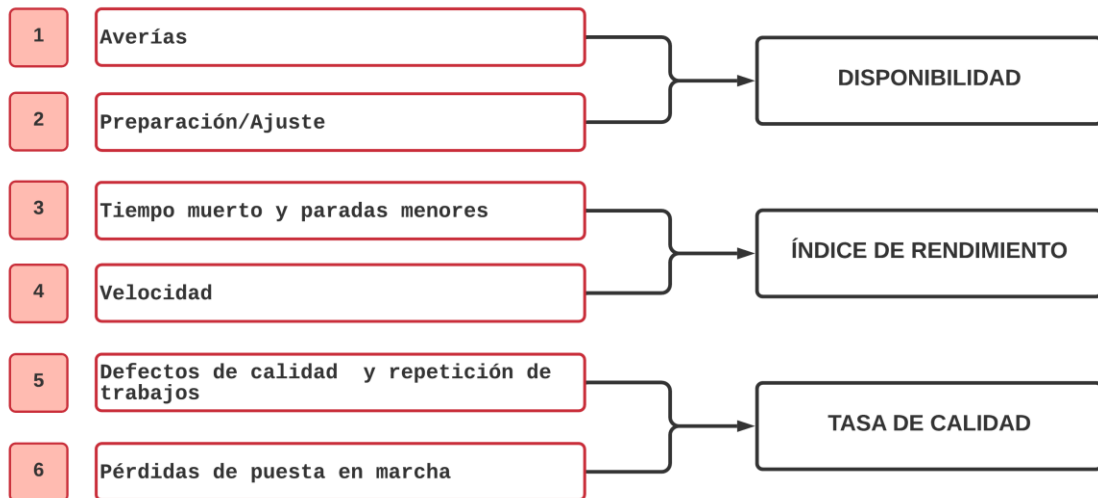 1
Averías
2
Preparación/Ajuste
DISPONIBILIDAD
3
Tiempo muerto y paradas menores
4
Velocidad
ÍNDICE DE RENDIMIENTO
5
Defectos de calidad  y repetición de
trabajos
6
Pérdidas de puesta en marcha
TASA DE CALIDAD